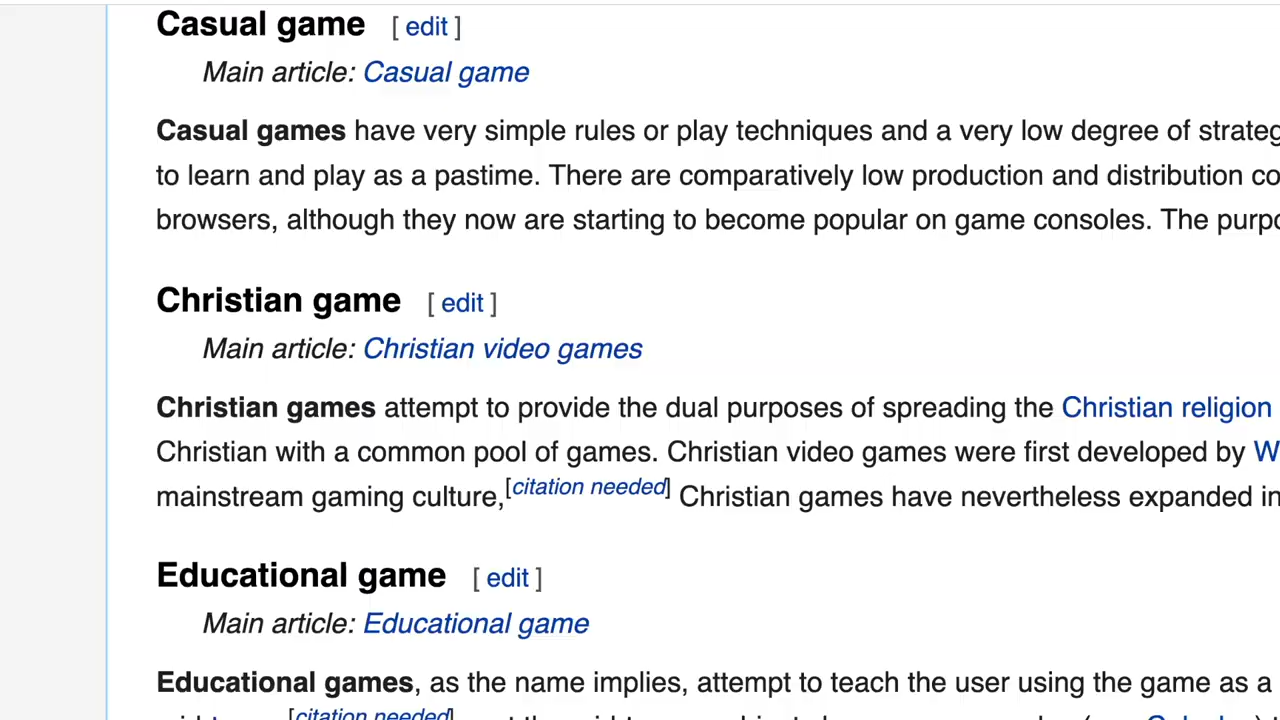 Casual game [ edit ]
Main article: Casual game
Casual games have very simple rules or play techniques and a very low degree of strateg
to learn and play as a pastime. There are comparatively low production and distribution co
browsers, although they now are starting to become popular on game consoles. The purpo
Christian game [ edit ]
Main article: Christian video games
Christian games attempt to provide the dual purposes of spreading the Christian religion
Christian with a common pool of games. Christian video games were first developed by W
mainstream gaming culture,[citation needed] Christian games have nevertheless expanded in
Educational game [ edit ]
Main article: Educational game
Educational games, as the name implies, attempt to teach the user using the game as a
[citation needed]